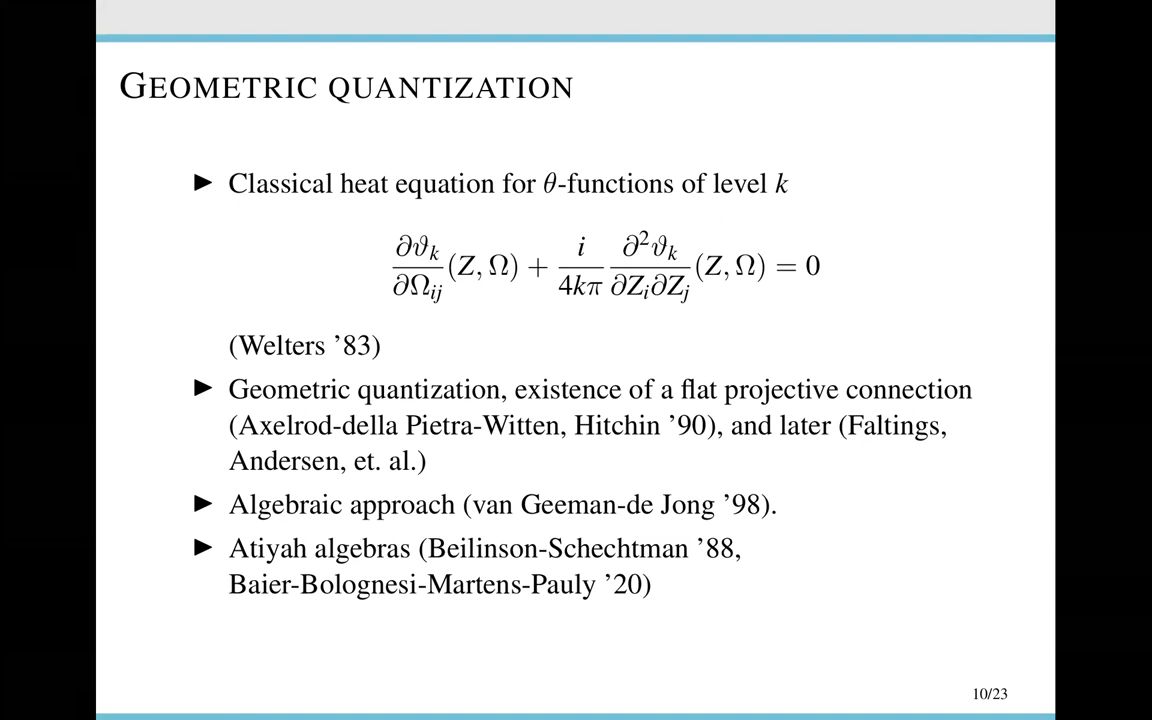 GEOMETRIC QUANTIZATION
▶ Classical heat equation for θ-functions of level k
∂ϑ_k/∂Ω_{ij} (Z, Ω) + i/(4kπ) ∂²ϑ_k/(∂Z_i∂Z_j) (Z, Ω) = 0
(Welters ’83)
▶ Geometric quantization, existence of a flat projective connection
(Axelrod-della Pietra-Witten, Hitchin ’90), and later (Faltings,
Andersen, et. al.)
▶ Algebraic approach (van Geeman-de Jong ’98).
▶ Atiyah algebras (Beilinson-Schechtman ’88,
Baier-Bolognesi-Martens-Pauly ’20)
10/23